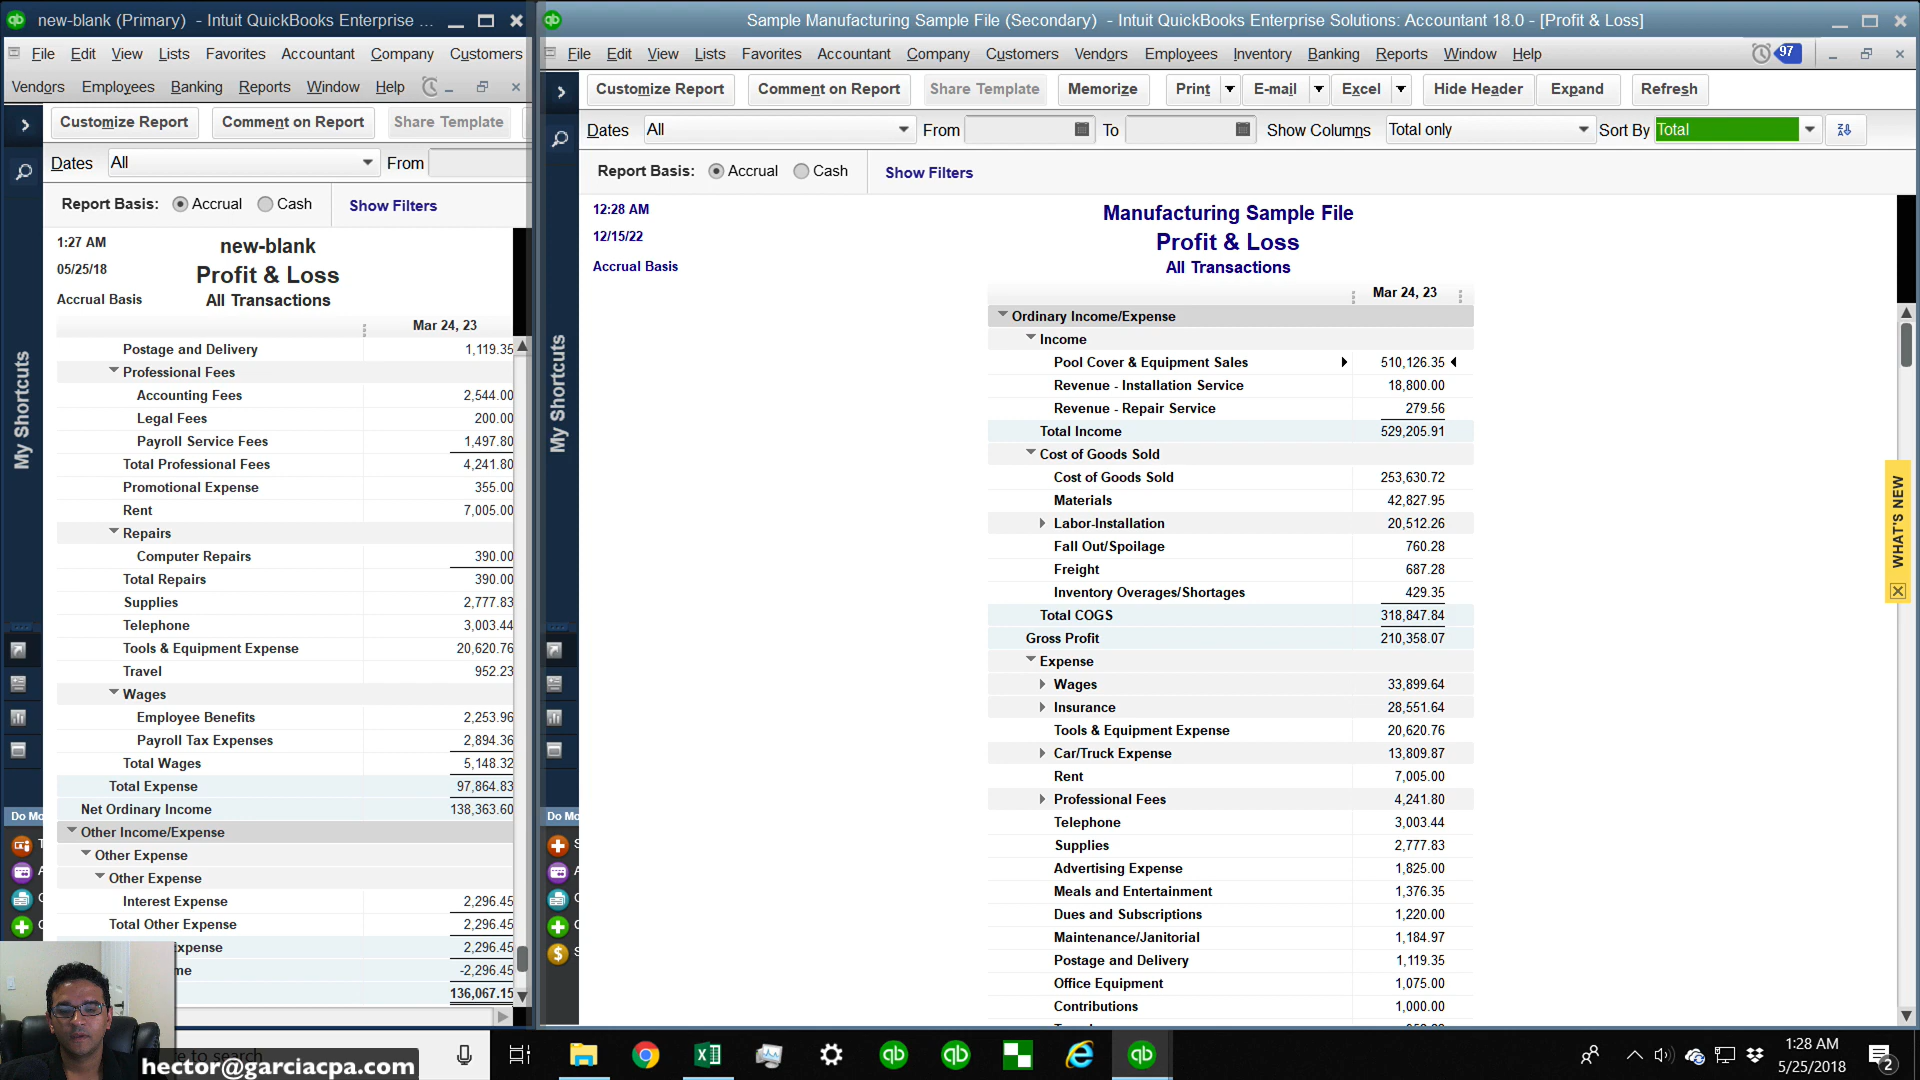 new-blank (Primary) - Intuit QuickBooks Enterprise ...
File Edit View Lists Favorites Accountant Company Customers
Vendors Employees Banking Reports Window Help
Customize Report Comment on Report Share Template
Dates All From
Report Basis: Accrual Cash Show Filters
1:27 AM
05/25/18
Accrual Basis
new-blank
Profit & Loss
All Transactions
Mar 24, 23
Postage and Delivery 1,119.35
Professional Fees
Accounting Fees 2,544.00
Legal Fees 200.00
Payroll Service Fees 1,497.80
Total Professional Fees 4,241.80
Promotional Expense 355.00
Rent 7,005.00
Repairs
Computer Repairs 390.00
Total Repairs 390.00
Supplies 2,777.83
Telephone 3,003.44
Tools & Equipment Expense 20,620.76
Travel 952.23
Wages
Employee Benefits 2,253.96
Payroll Tax Expenses 2,894.36
Total Wages 5,148.32
Total Expense 97,864.83
Net Ordinary Income 138,363.60
Other Income/Expense
Other Expense
Other Expense
Interest Expense 2,296.45
Total Other Expense 2,296.45
xpense 2,296.45
me -2,296.45
136,067.15
My Shortcuts
Do Mo
Sample Manufacturing Sample File (Secondary) - Intuit QuickBooks Enterprise Solutions: Accountant 18.0 - [Profit & Loss]
File Edit View Lists Favorites Accountant Company Customers Vendors Employees Inventory Banking Reports Window Help 97
Customize Report Comment on Report Share Template Memorize Print E-mail Excel Hide Header Expand Refresh
Dates All From To Show Columns Total only Sort By Total
Report Basis: Accrual Cash Show Filters
12:28 AM
12/15/22
Accrual Basis
Manufacturing Sample File
Profit & Loss
All Transactions
Mar 24, 23
Ordinary Income/Expense
Income
Pool Cover & Equipment Sales 510,126.35
Revenue - Installation Service 18,800.00
Revenue - Repair Service 279.56
Total Income 529,205.91
Cost of Goods Sold
Cost of Goods Sold 253,630.72
Materials 42,827.95
Labor-Installation 20,512.26
Fall Out/Spoilage 760.28
Freight 687.28
Inventory Overages/Shortages 429.35
Total COGS 318,847.84
Gross Profit 210,358.07
Expense
Wages 33,899.64
Insurance 28,551.64
Tools & Equipment Expense 20,620.76
Car/Truck Expense 13,809.87
Rent 7,005.00
Professional Fees 4,241.80
Telephone 3,003.44
Supplies 2,777.83
Advertising Expense 1,825.00
Meals and Entertainment 1,376.35
Dues and Subscriptions 1,220.00
Maintenance/Janitorial 1,184.97
Postage and Delivery 1,119.35
Office Equipment 1,075.00
Contributions 1,000.00
My Shortcuts
Do Mo
WHAT'S NEW
to search
hector@garciacpa.com
1:28 AM
5/25/2018
2